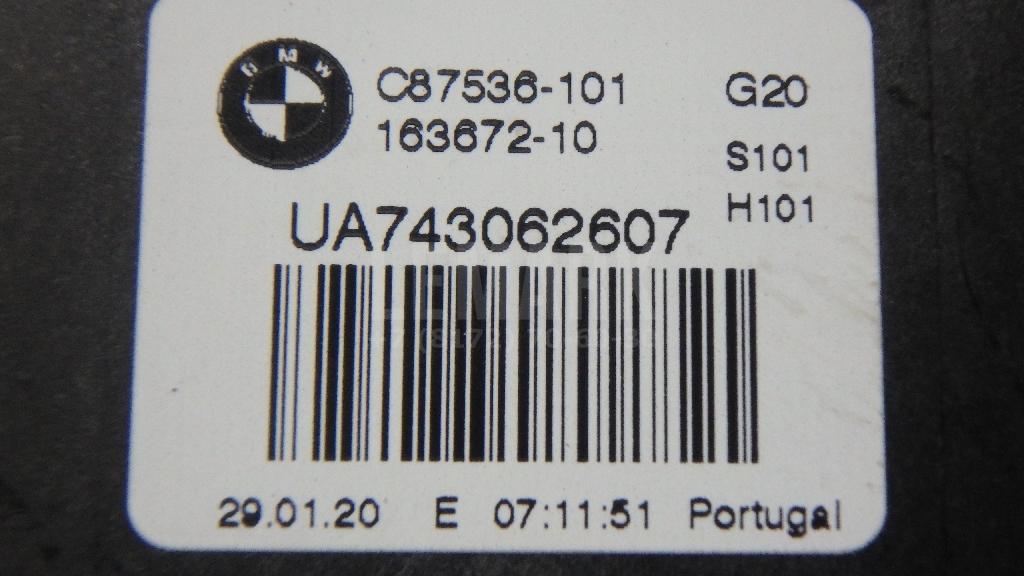 BMW
C87536-101 G20
163672-10 S101
H101
UA743062607
29.01.20 E 07:11:51 Portugal